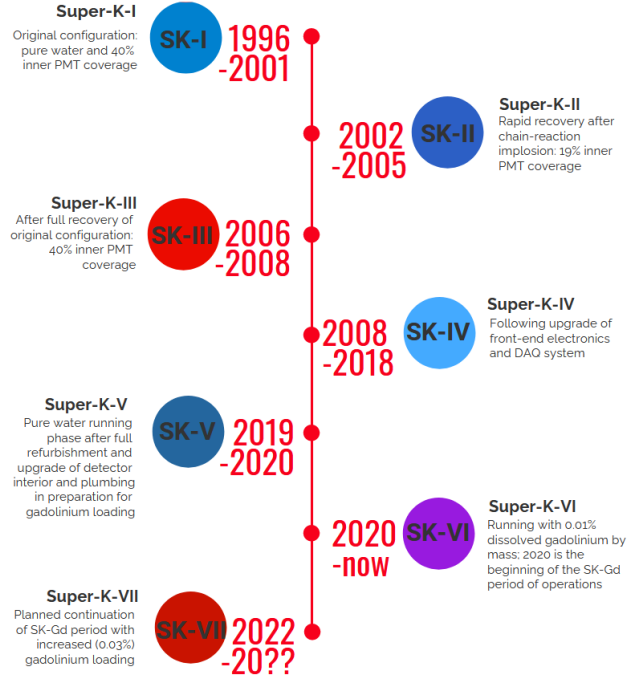 Super-K-I
Original configuration:
pure water and 40%
inner PMT coverage
SK-I
1996
-2001
Super-K-II
Rapid recovery after
chain-reaction
implosion: 19% inner
PMT coverage
SK-II
2002
-2005
Super-K-III
After full recovery of
original configuration:
40% inner PMT
coverage
SK-III
2006
-2008
Super-K-IV
Following upgrade of
front-end electronics
and DAQ system
SK-IV
2008
-2018
Super-K-V
Pure water running
phase after full
refurbishment and
upgrade of detector
interior and plumbing
in preparation for
gadolinium loading
SK-V
2019
-2020
Super-K-VI
Running with 0.01%
dissolved gadolinium by
mass; 2020 is the
beginning of the SK-Gd
period of operations
SK-VI
2020
-now
Super-K-VII
Planned continuation
of SK-Gd period with
increased (0.03%)
gadolinium loading
SK-VII
2022
-20??